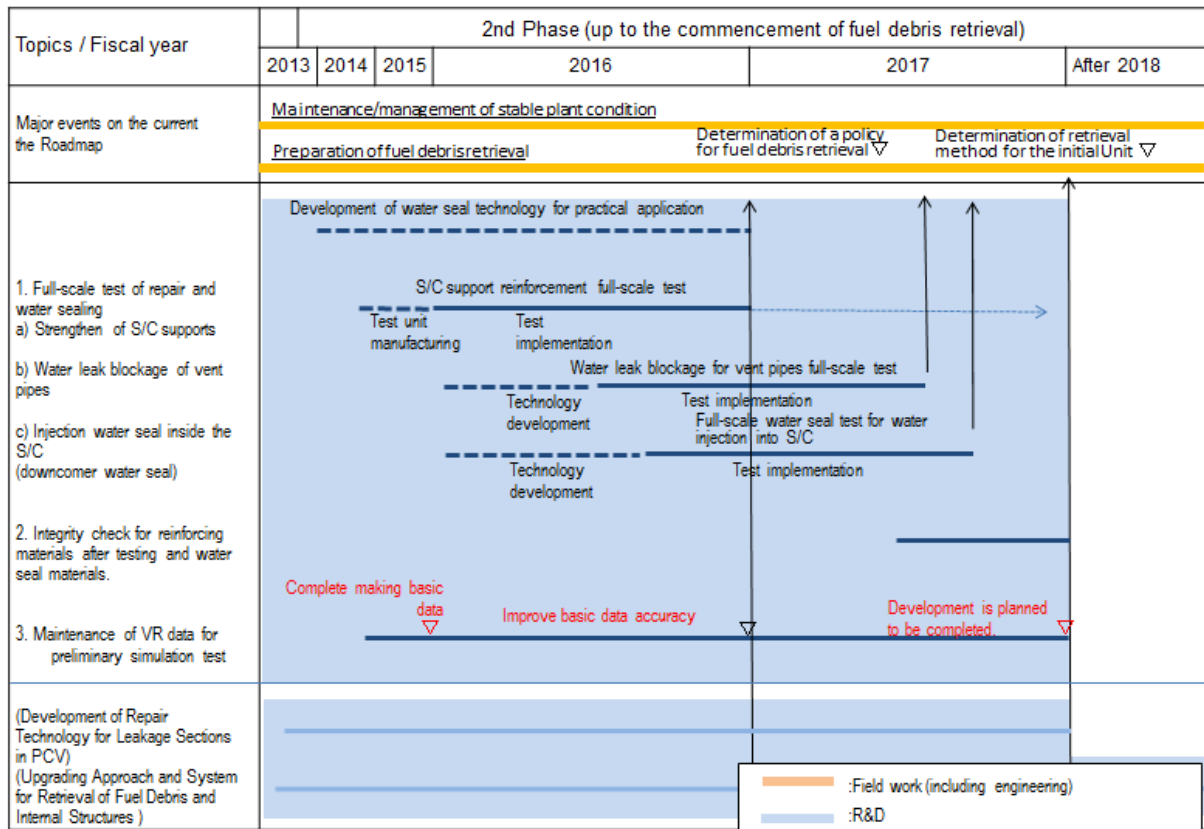 Topics / Fiscal year
2nd Phase (up to the commencement of fuel debris retrieval)
2013
2014
2015
2016
2017
After 2018
Major events on the current
the Roadmap
Maintenance/management of stable plant condition
Preparation of fuel debris retrieval
Determination of a policy
for fuel debris retrieval
Determination of retrieval
method for the initial Unit
Development of water seal technology for practical application
1. Full-scale test of repair and
water sealing
a) Strengthen of S/C supports
S/C support reinforcement full-scale test
Test unit
manufacturing
Test
implementation
b) Water leak blockage of vent
pipes
Water leak blockage for vent pipes full-scale test
Technology
development
Test implementation
c) Injection water seal inside the
S/C
(downcomer water seal)
Full-scale water seal test for water
injection into S/C
Technology
development
Test implementation
2. Integrity check for reinforcing
materials after testing and water
seal materials.
3. Maintenance of VR data for
preliminary simulation test
Complete making basic
data
Improve basic data accuracy
Development is planned
to be completed.
(Development of Repair
Technology for Leakage Sections
in PCV)
(Upgrading Approach and System
for Retrieval of Fuel Debris and
Internal Structures )
:Field work (including engineering)
:R&D